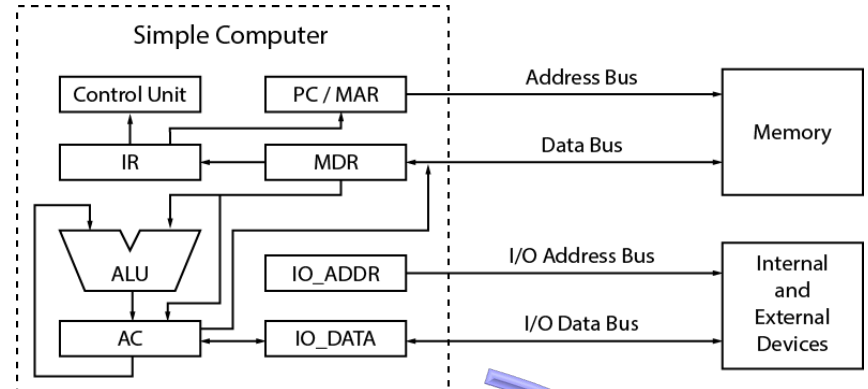 Simple Computer
Control Unit
PC / MAR
Address Bus
Memory
IR
MDR
Data Bus
ALU
IO_ADDR
I/O Address Bus
Internal
and
External
Devices
AC
IO_DATA
I/O Data Bus